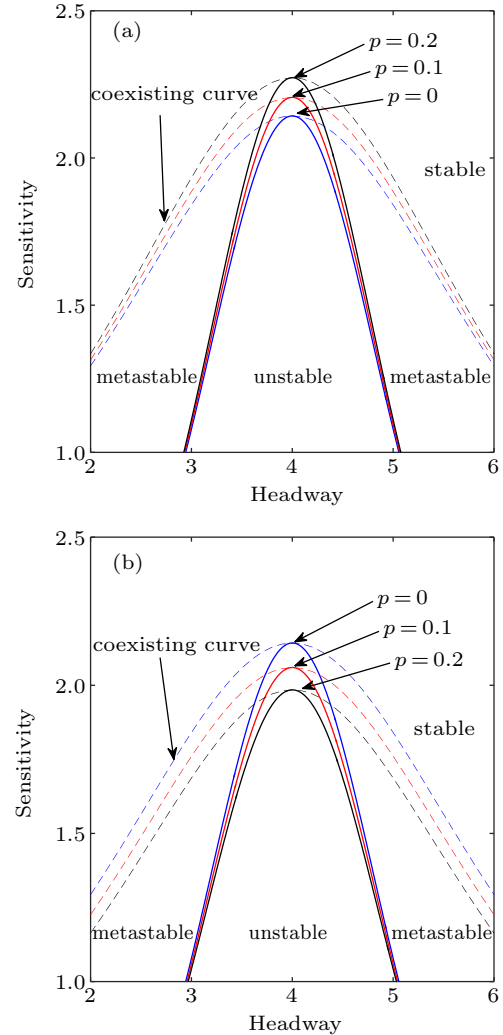 (a)
2.5
p = 0.2
p = 0.1
coexisting curve
p = 0
2.0
stable
Sensitivity
1.5
metastable
unstable
metastable
1.0
2
3
4
5
6
Headway
(b)
2.5
p = 0
p = 0.1
coexisting curve
p = 0.2
2.0
stable
Sensitivity
1.5
metastable
unstable
metastable
1.0
2
3
4
5
6
Headway